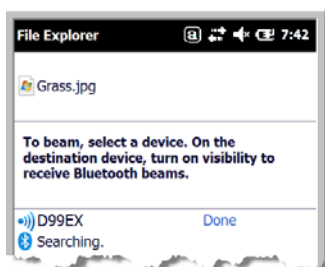 File Explorer 7:42
Grass.jpg
To beam, select a device. On the
destination device, turn on visibility to
receive Bluetooth beams.
D99EX Done
Searching.